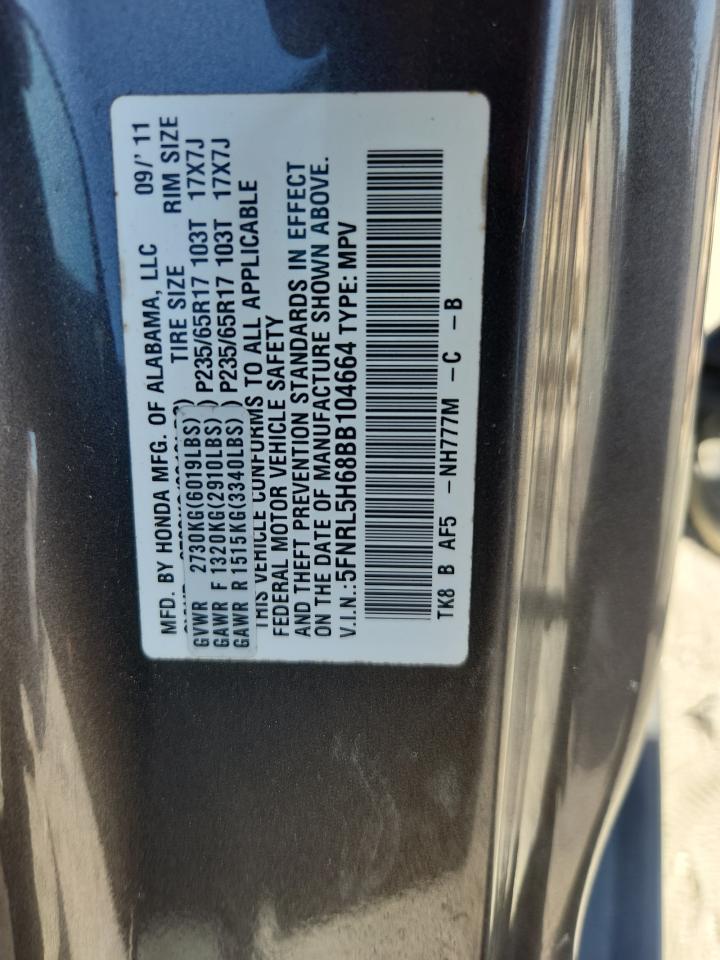 MFD. BY HONDA MFG. OF ALABAMA, LLC 09/' 11
TIRE SIZE RIM SIZE
GVWR 2730KG(6019LBS)
GAWR F 1320KG(2910LBS) ) P235/65R17 103T 17X7J
GAWR R 1515KG(3340LBS) ) P235/65R17 103T 17X7J
THIS VEHICLE CONFORMS TO ALL APPLICABLE
FEDERAL MOTOR VEHICLE SAFETY
AND THEFT PREVENTION STANDARDS IN EFFECT
ON THE DATE OF MANUFACTURE SHOWN ABOVE.
V.I.N.:5FNRL5H68BB104664 TYPE: MPV
TK8 B AF5 -NH777M -C -B